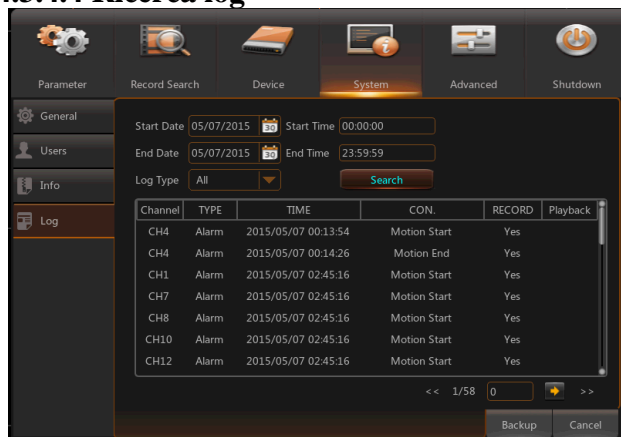 Parameter Record Search Device System Advanced Shutdown
General
Users
Info
Log
Start Date 05/07/2015 30 Start Time 00:00:00
End Date 05/07/2015 30 End Time 23:59:59
Log Type All Search
Channel TYPE TIME CON. RECORD Playback
CH4 Alarm 2015/05/07 00:13:54 Motion Start Yes
CH4 Alarm 2015/05/07 00:14:26 Motion End Yes
CH1 Alarm 2015/05/07 02:45:16 Motion Start Yes
CH7 Alarm 2015/05/07 02:45:16 Motion Start Yes
CH8 Alarm 2015/05/07 02:45:16 Motion Start Yes
CH10 Alarm 2015/05/07 02:45:16 Motion Start Yes
CH12 Alarm 2015/05/07 02:45:16 Motion Start Yes
<< 1/58 0 >>
Backup Cancel